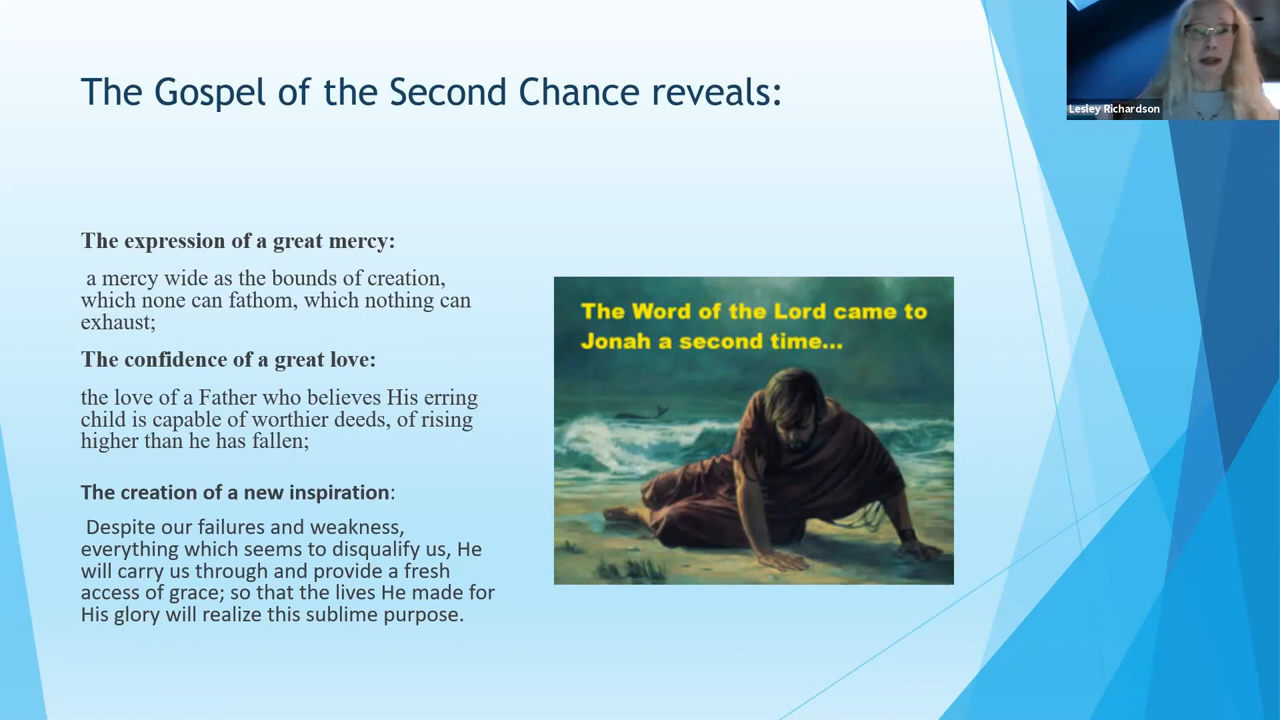 The Gospel of the Second Chance reveals:
Lesley Richardson
The expression of a great mercy:
a mercy wide as the bounds of creation,
which none can fathom, which nothing can
exhaust;
The confidence of a great love:
the love of a Father who believes His erring
child is capable of worthier deeds, of rising
higher than he has fallen;
The creation of a new inspiration:
Despite our failures and weakness,
everything which seems to disqualify us, He
will carry us through and provide a fresh
access of grace; so that the lives He made for
His glory will realize this sublime purpose.
The Word of the Lord came to
Jonah a second time...